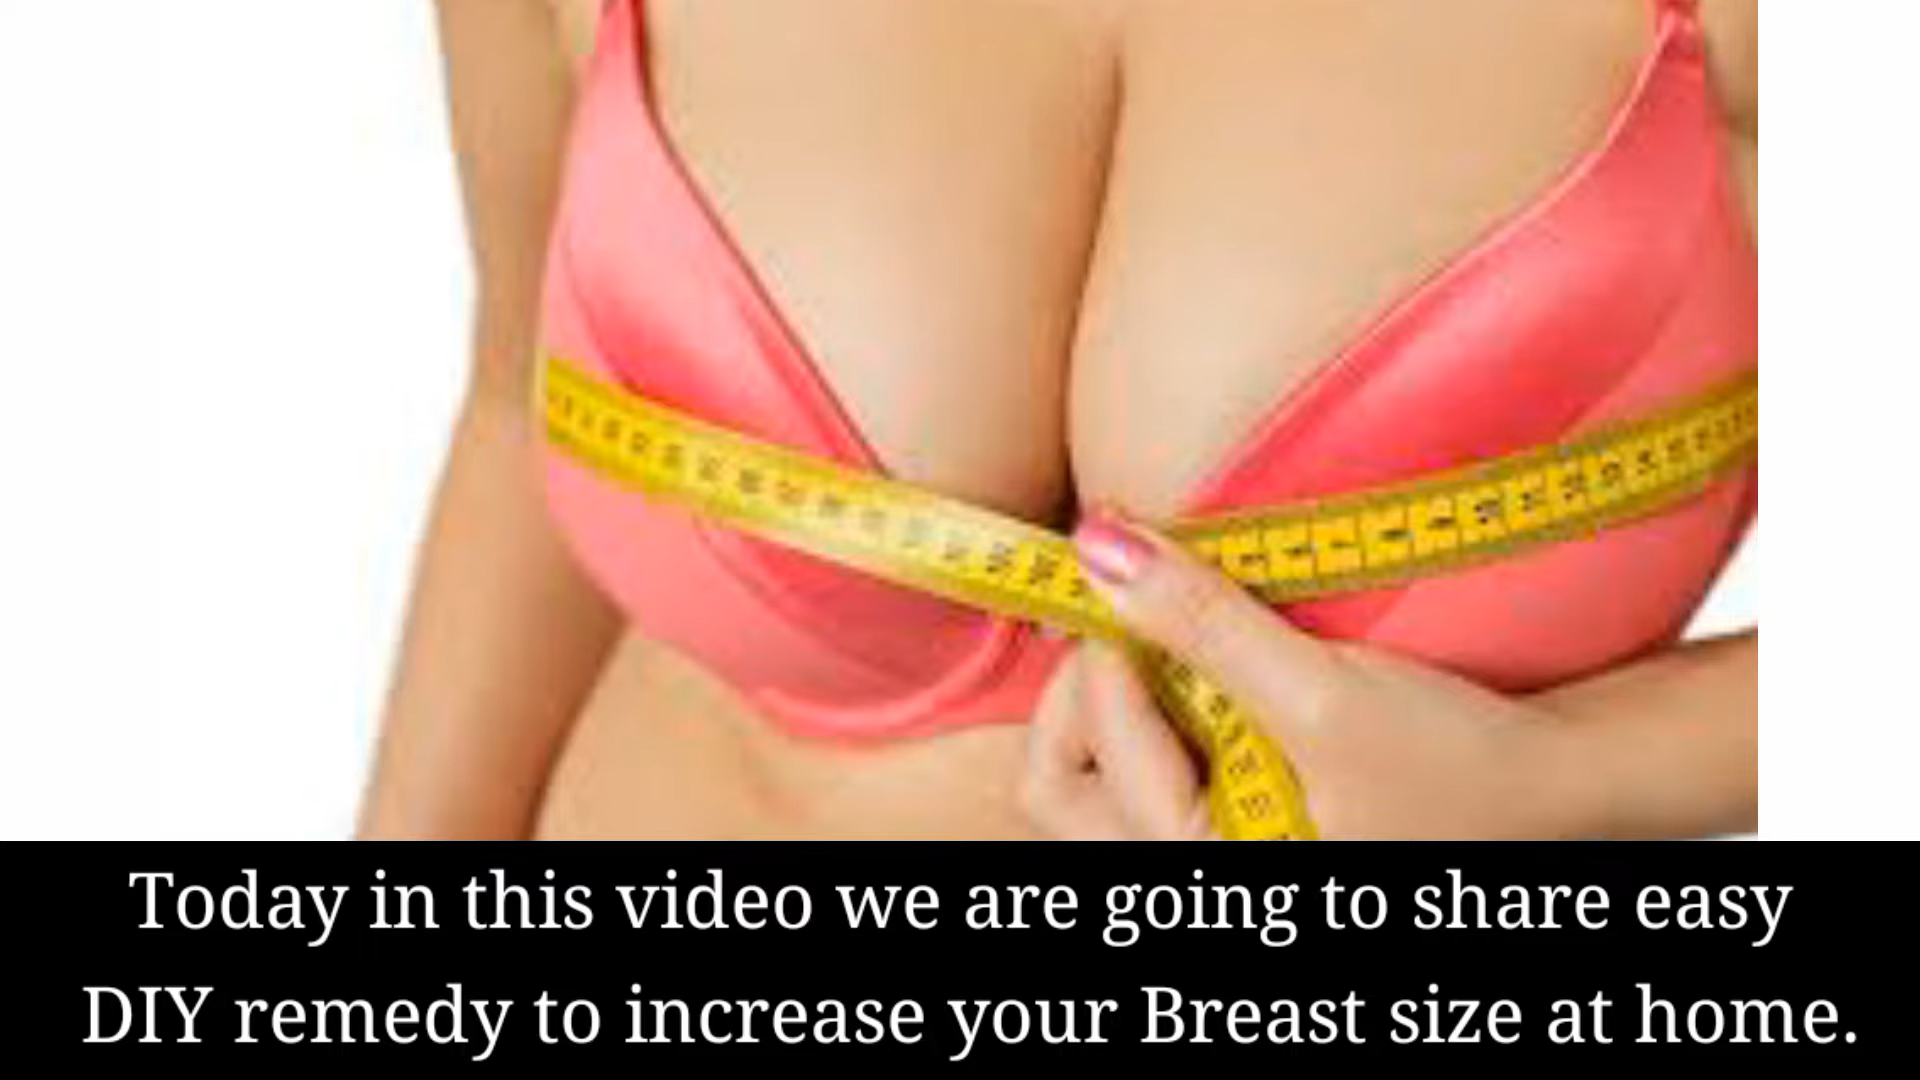 Today in this video we are going to share easy
DIY remedy to increase your Breast size at home.